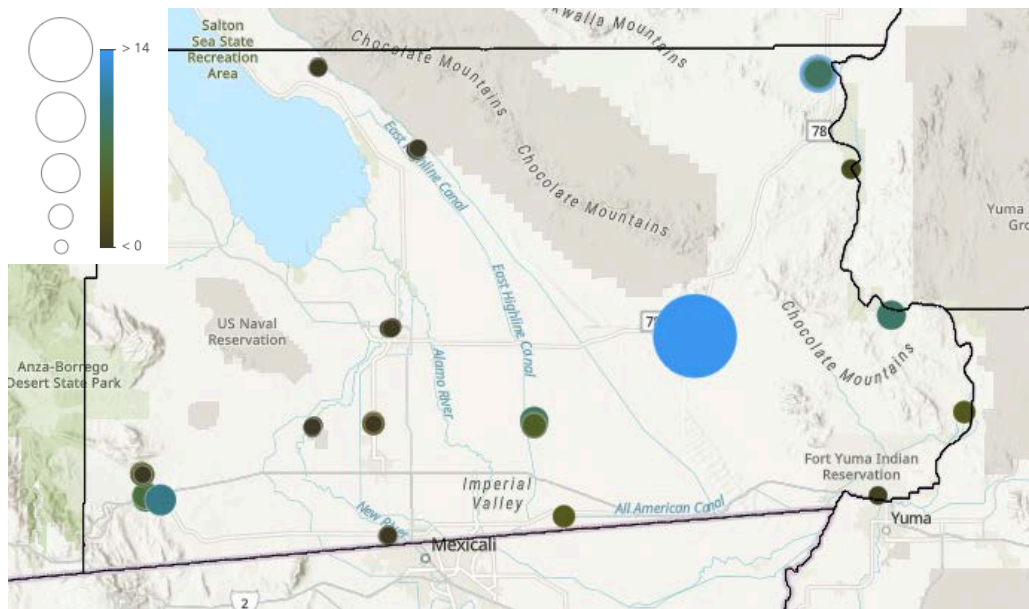 > 14
< 0
Salton
Sea State
Recreation
Area
Chocolate Mountains
kwalla Mountains
78
East Highline Canal
Chocolate Mountains
Yuma
Gro
East Highline Canal
US Naval
Reservation
Alamo River
Chocolate Mountains
Anza-Borrego
Desert State Park
Imperial
Valley
Fort Yuma Indian
Reservation
All American Canal
New River
Yuma
Mexicali
2